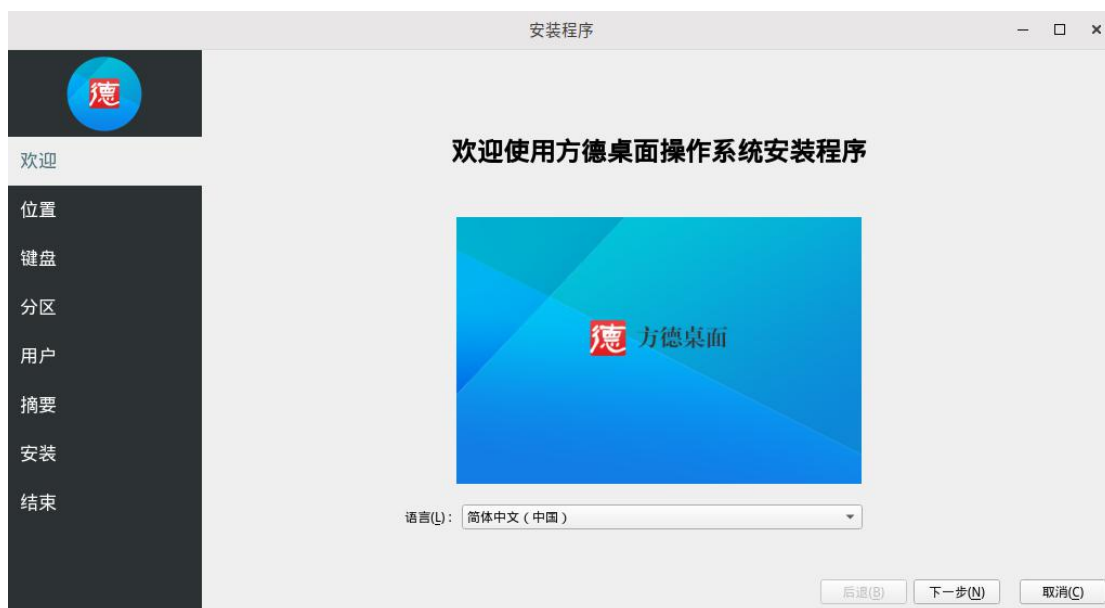 安装程序
德
欢迎
位置
键盘
分区
用户
摘要
安装
结束
欢迎使用方德桌面操作系统安装程序
德 方德桌面
语言(L)： 简体中文（中国）
后退(B) 下一步(N) 取消(C)